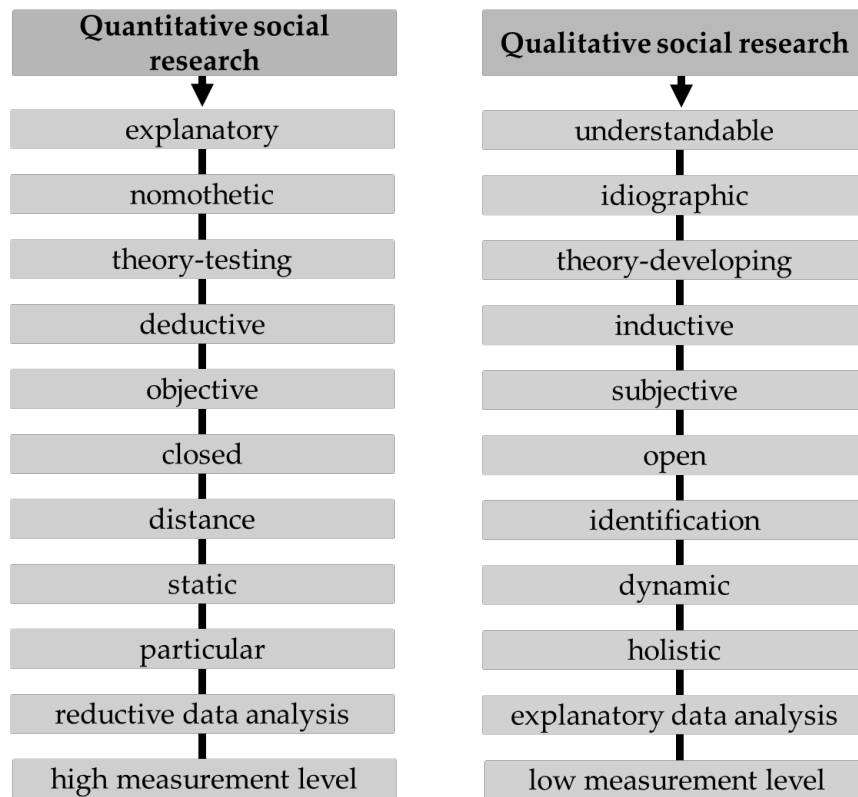 Quantitative social
research
explanatory
nomothetic
theory-testing
deductive
objective
closed
distance
static
particular
reductive data analysis
high measurement level
Qualitative social research
understandable
idiographic
theory-developing
inductive
subjective
open
identification
dynamic
holistic
explanatory data analysis
low measurement level